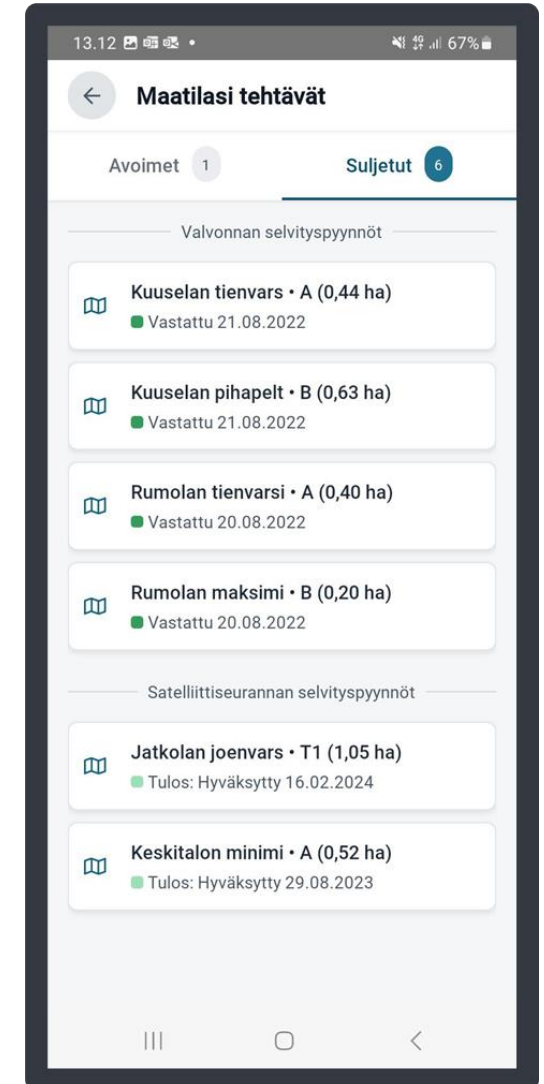 13.12 67%
Maatilasi tehtävät
Avoimet 1 Suljetut 6
Valvonnan selvityspyynnöt
Kuuselan tienvars • A (0,44 ha)
Vastattu 21.08.2022
Kuuselan pihapelt • B (0,63 ha)
Vastattu 21.08.2022
Rumolan tienvarsi • A (0,40 ha)
Vastattu 20.08.2022
Rumolan maksimi • B (0,20 ha)
Vastattu 20.08.2022
Satelliittiseurannan selvityspyynnöt
Jatkolan joenvars • T1 (1,05 ha)
Tulos: Hyväksytty 16.02.2024
Keskitalon minimi • A (0,52 ha)
Tulos: Hyväksytty 29.08.2023